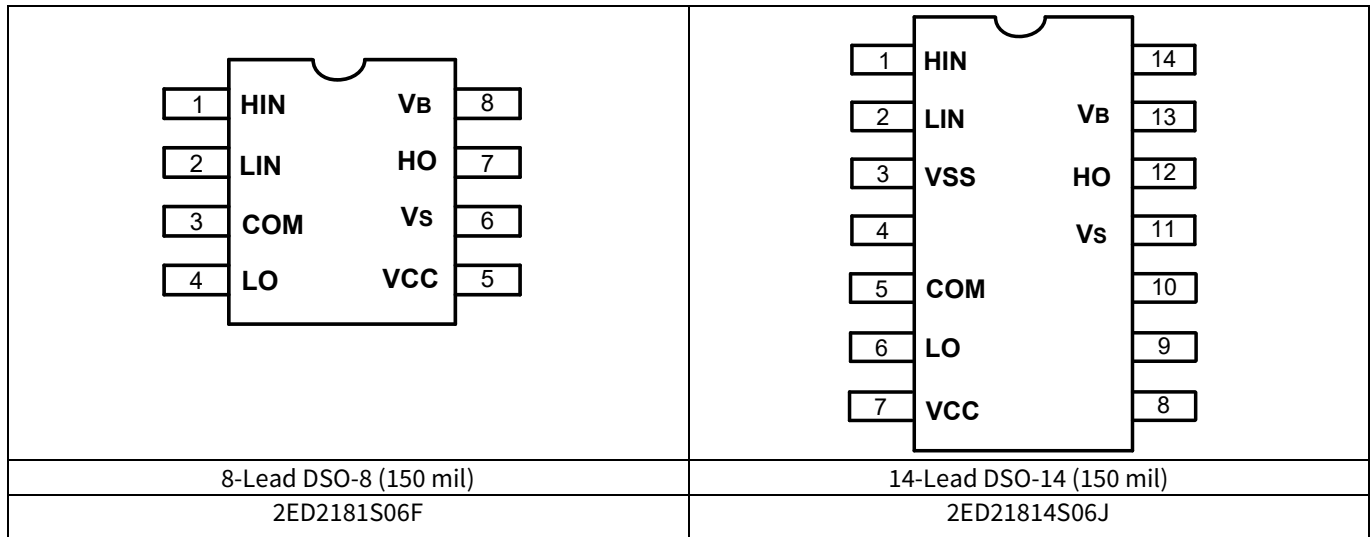 1 HIN VB 8
2 LIN HO 7
3 COM VS 6
4 LO VCC 5
8-Lead DSO-8 (150 mil)
2ED2181S06F
1 HIN 14
2 LIN VB 13
3 VSS HO 12
4 VS 11
5 COM 10
6 LO 9
7 VCC 8
14-Lead DSO-14 (150 mil)
2ED21814S06J